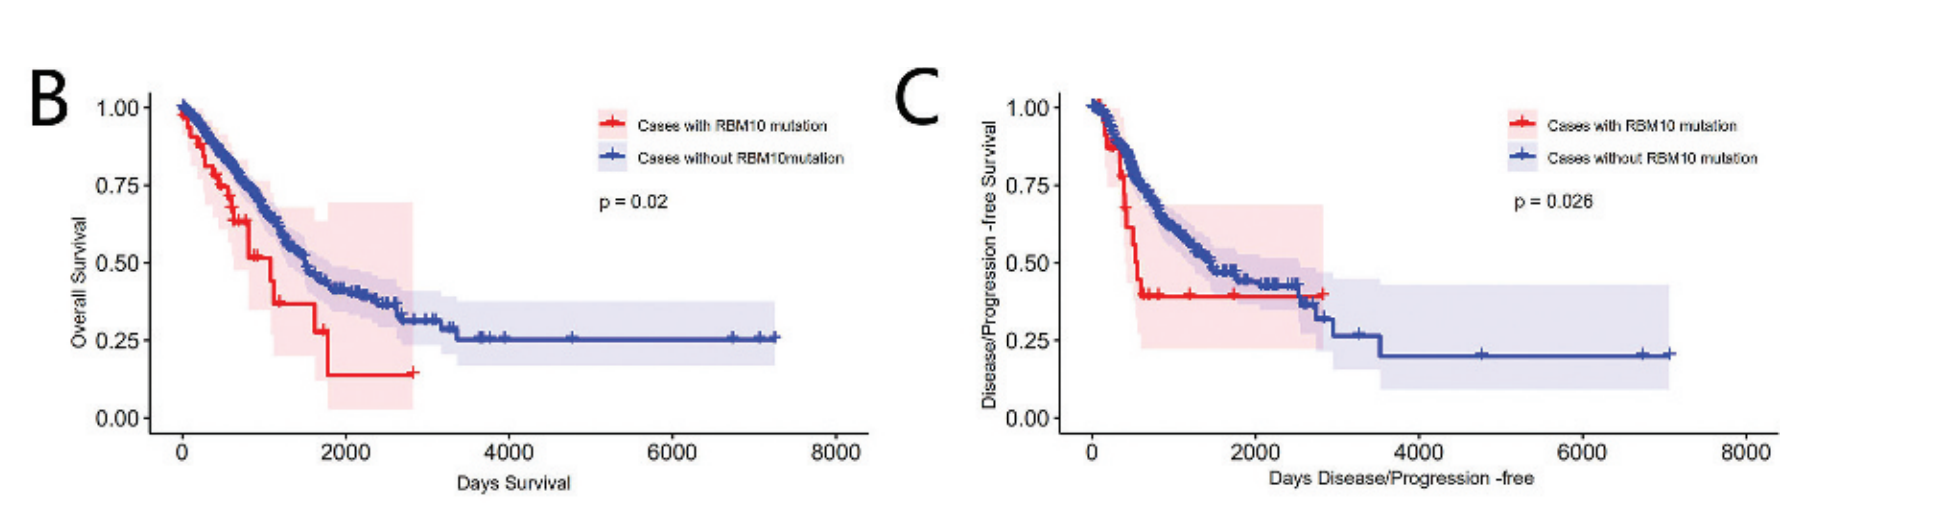 B
1.00
0.75
0.50
0.25
0.00
Overall Survival
0 2000 4000 6000 8000
Days Survival
Cases with RBM10 mutation
Cases without RBM10mutation
p = 0.02
C
1.00
0.75
0.50
0.25
0.00
Disease/Progression -free Survival
0 2000 4000 6000 8000
Days Disease/Progression -free
Cases with RBM10 mutation
Cases without RBM10 mutation
p = 0.026